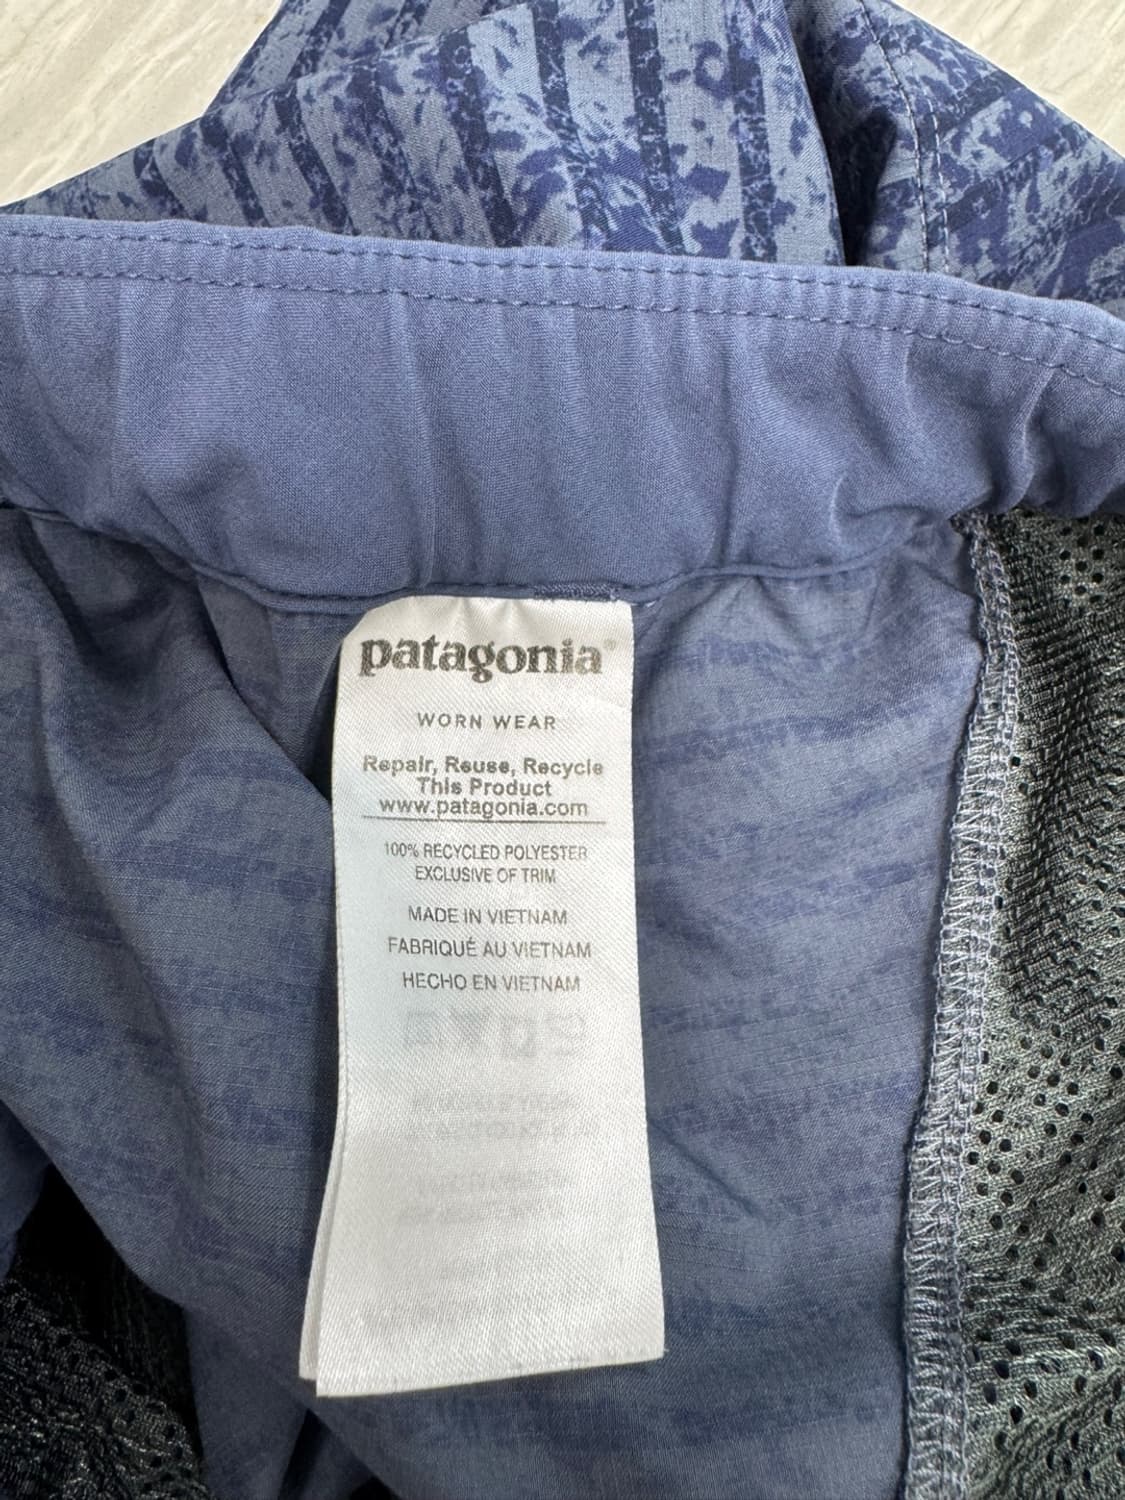 patagonia®
WORN WEAR
Repair, Reuse, Recycle
This Product
www.patagonia.com
100% RECYCLED POLYESTER
EXCLUSIVE OF TRIM
MADE IN VIETNAM
FABRIQUÉ AU VIETNAM
HECHO EN VIETNAM